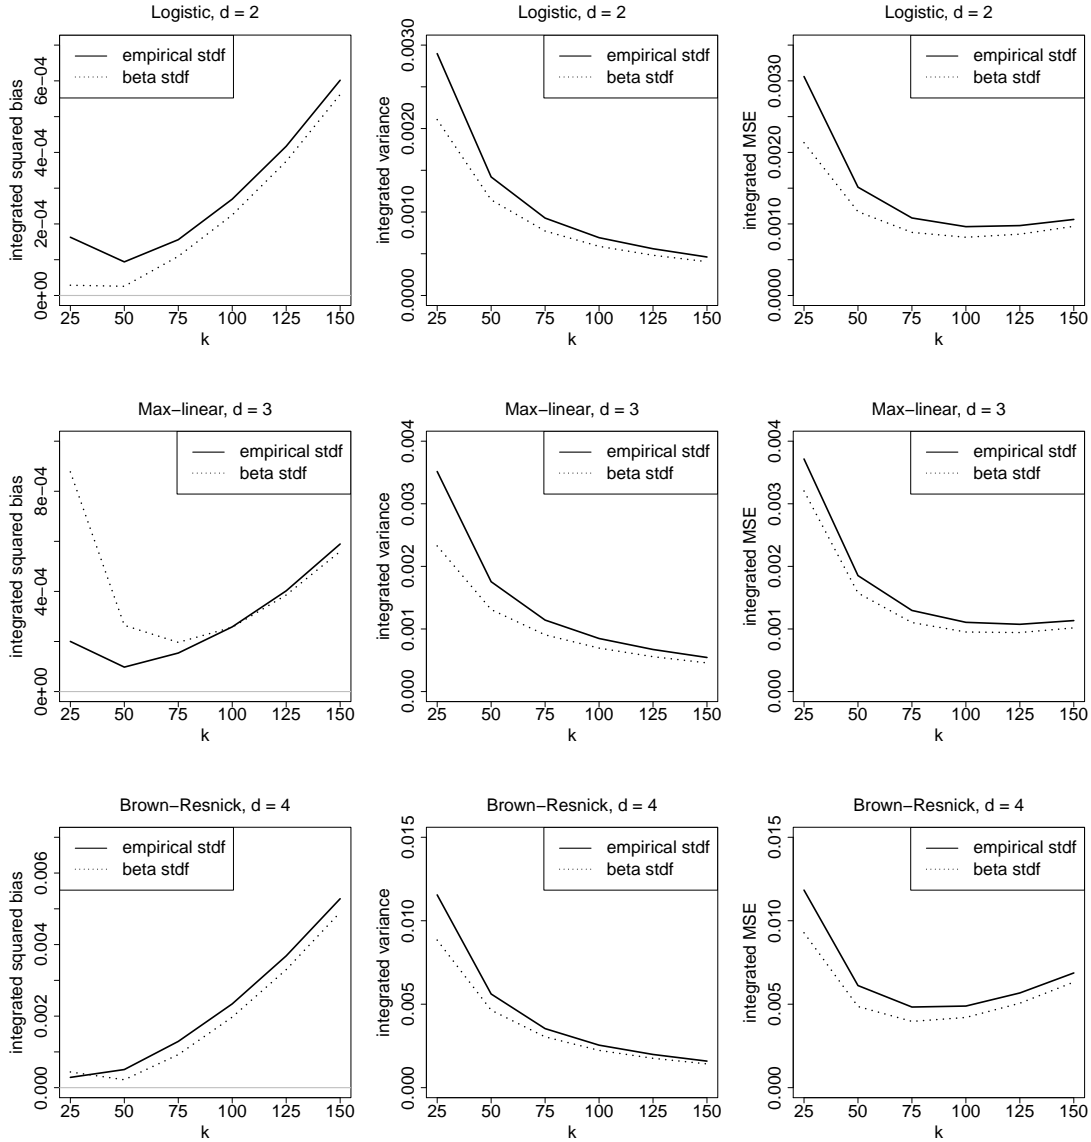 Logistic, d = 2
integrated squared bias
0e+00 2e−04 4e−04 6e−04
empirical stdf
beta stdf
25 50 75 100 125 150
k
Logistic, d = 2
integrated variance
0.0000 0.0010 0.0020 0.0030
empirical stdf
beta stdf
25 50 75 100 125 150
k
Logistic, d = 2
integrated MSE
0.0000 0.0010 0.0020 0.0030
empirical stdf
beta stdf
25 50 75 100 125 150
k
Max−linear, d = 3
integrated squared bias
0e+00 4e−04 8e−04
empirical stdf
beta stdf
25 50 75 100 125 150
k
Max−linear, d = 3
integrated variance
0.000 0.001 0.002 0.003 0.004
empirical stdf
beta stdf
25 50 75 100 125 150
k
Max−linear, d = 3
integrated MSE
0.000 0.001 0.002 0.003 0.004
empirical stdf
beta stdf
25 50 75 100 125 150
k
Brown−Resnick, d = 4
integrated squared bias
0.000 0.002 0.004 0.006
empirical stdf
beta stdf
25 50 75 100 125 150
k
Brown−Resnick, d = 4
integrated variance
0.000 0.005 0.010 0.015
empirical stdf
beta stdf
25 50 75 100 125 150
k
Brown−Resnick, d = 4
integrated MSE
0.000 0.005 0.010 0.015
empirical stdf
beta stdf
25 50 75 100 125 150
k